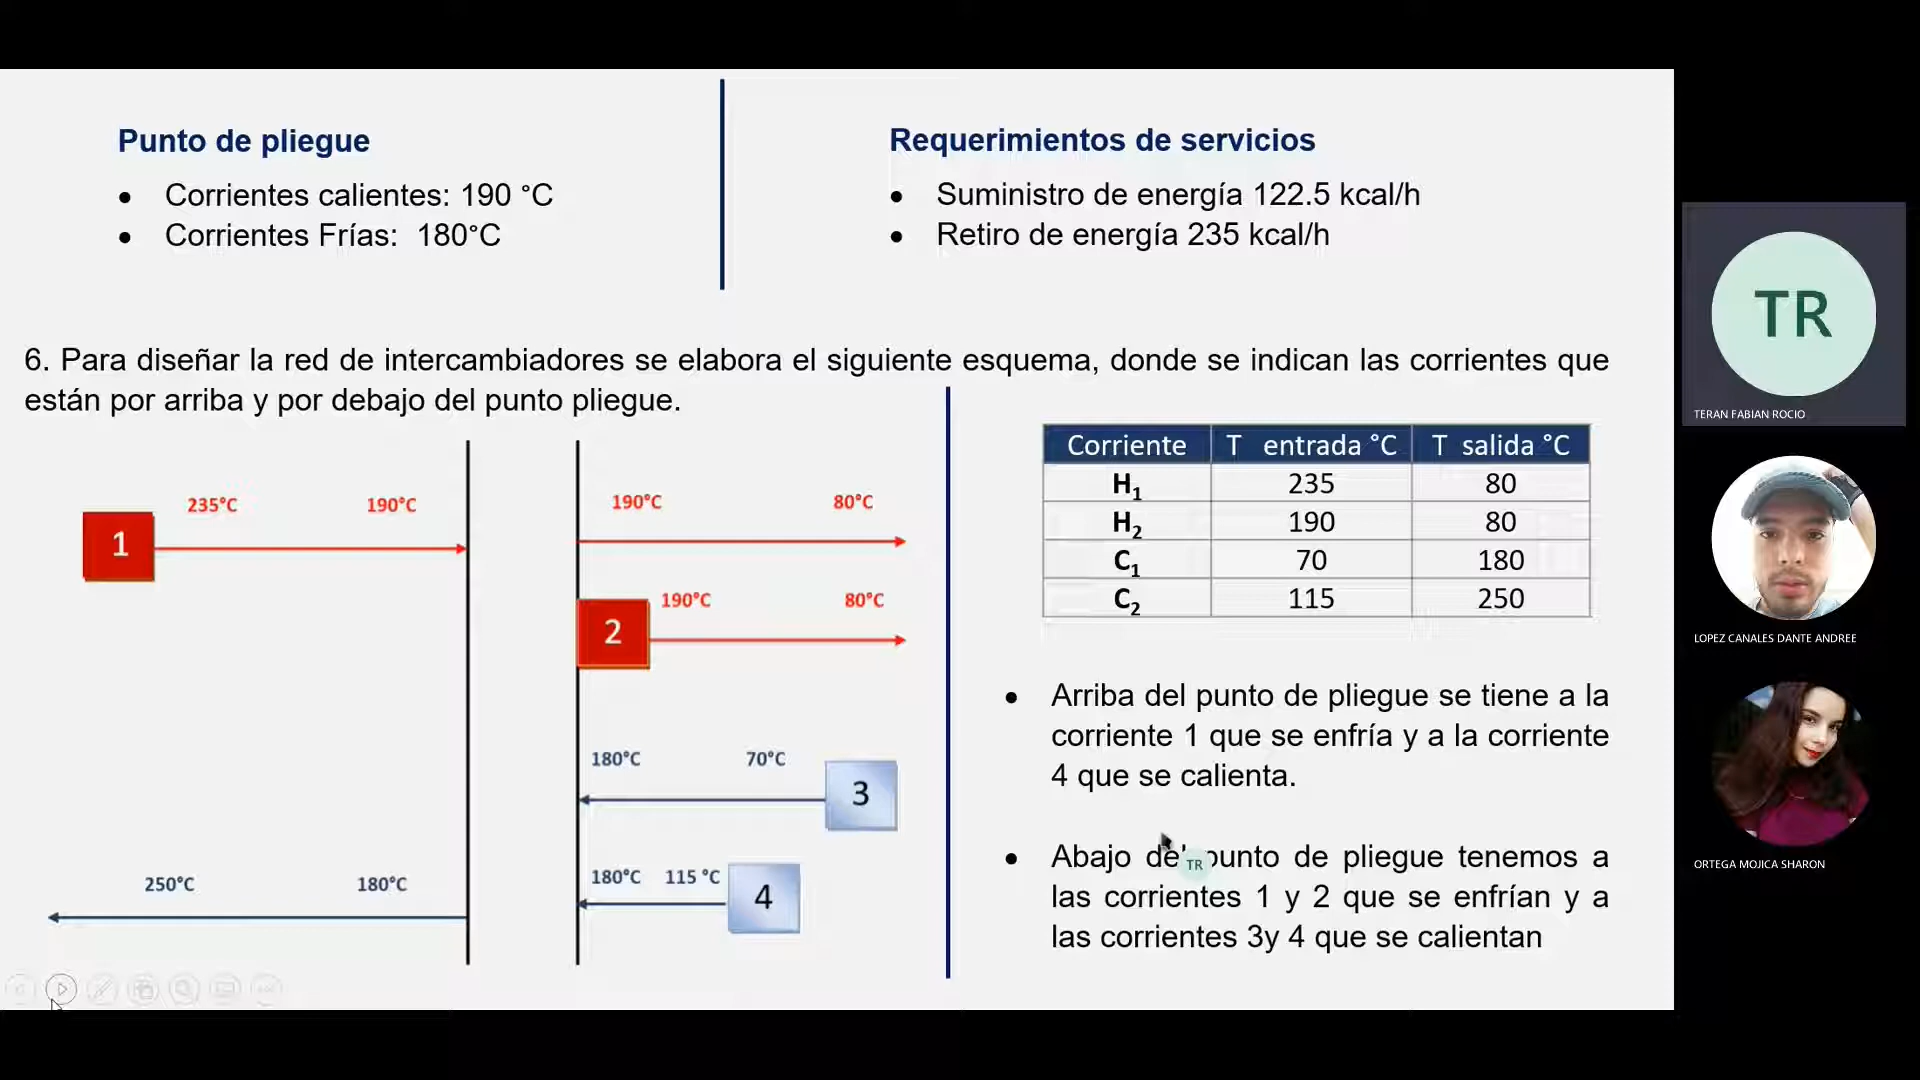 Punto de pliegue
• Corrientes calientes: 190 °C
• Corrientes Frías: 180°C
Requerimientos de servicios
• Suministro de energía 122.5 kcal/h
• Retiro de energía 235 kcal/h
6. Para diseñar la red de intercambiadores se elabora el siguiente esquema, donde se indican las corrientes que
están por arriba y por debajo del punto pliegue.
235°C 190°C
1
190°C 80°C
190°C 80°C
2
180°C 70°C
3
250°C 180°C
180°C 115 °C
4
Corriente T entrada °C T salida °C
H1 235 80
H2 190 80
C1 70 180
C2 115 250
• Arriba del punto de pliegue se tiene a la
corriente 1 que se enfría y a la corriente
4 que se calienta.
• Abajo del punto de pliegue tenemos a
las corrientes 1 y 2 que se enfrían y a
las corrientes 3y 4 que se calientan
TR
TR
TERAN FABIAN ROCIO
LOPEZ CANALES DANTE ANDREE
ORTEGA MOJICA SHARON